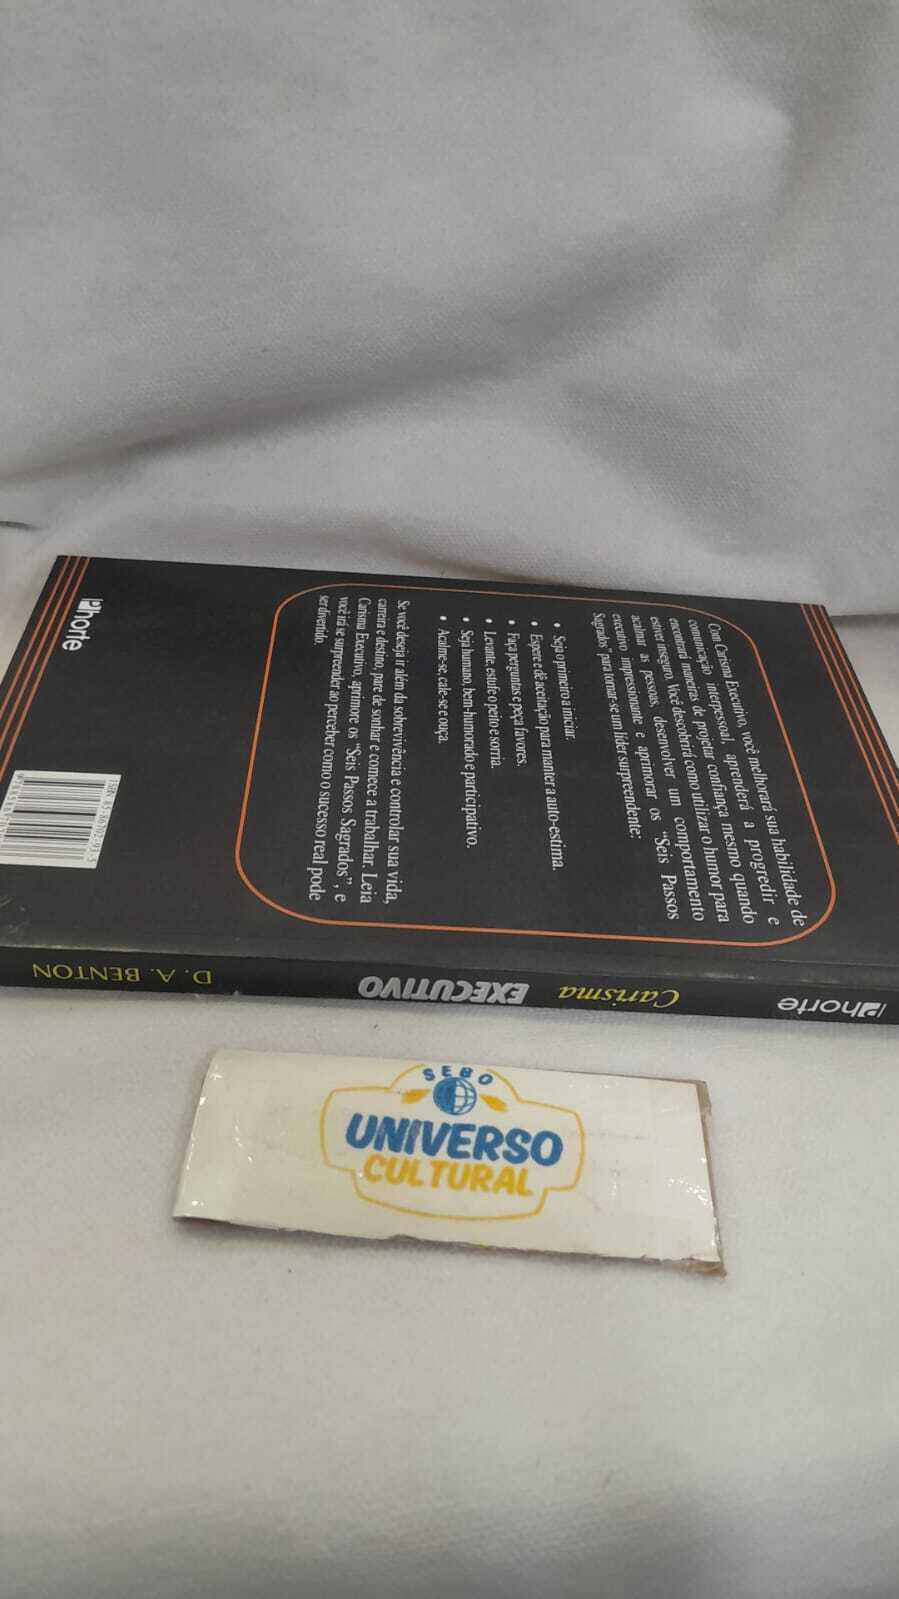 Com Carisma Executivo, você melhorará sua habilidade de
comunicação interpessoal, aprenderá a progredir e
encontrará maneiras de projetar confiança mesmo quando
estiver inseguro. Você descobrirá como utilizar o humor para
acalmar as pessoas, desenvolver um comportamento
executivo impressionante e aprimorar os "Seis Passos
Sagrados" para tornar-se um líder surpreendente:
• Seja o primeiro a iniciar.
• Espere e dê aceitação para manter a auto-estima.
• Faça perguntas e peça favores.
• Levante, estufe o peito e sorria.
• Seja humano, bem-humorado e participativo.
• Acalme-se, cale-se e ouça.
Se você deseja ir além da sobrevivência e controlar sua vida,
carreira e destino, pare de sonhar e comece a trabalhar. Leia
Carisma Executivo, aprimore os "Seis Passos Sagrados", e
você irá se surpreender ao perceber como o sucesso real pode
ser divertido.
phorte
phorte
Carisma EXECUTIVO
D. A. BENTON
SEBO
UNIVERSO
CULTURAL